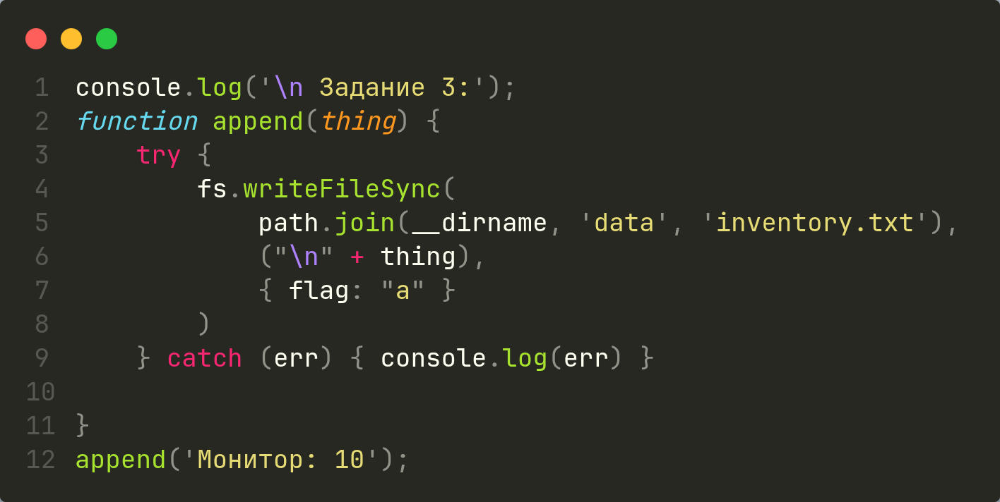 1 console.log('\n Задание 3:');
2 function append(thing) {
3     try {
4         fs.writeFileSync(
5             path.join(__dirname, 'data', 'inventory.txt'),
6             ("\n" + thing),
7             { flag: "a" }
8         )
9     } catch (err) { console.log(err) }
10
11 }
12 append('Монитор: 10');